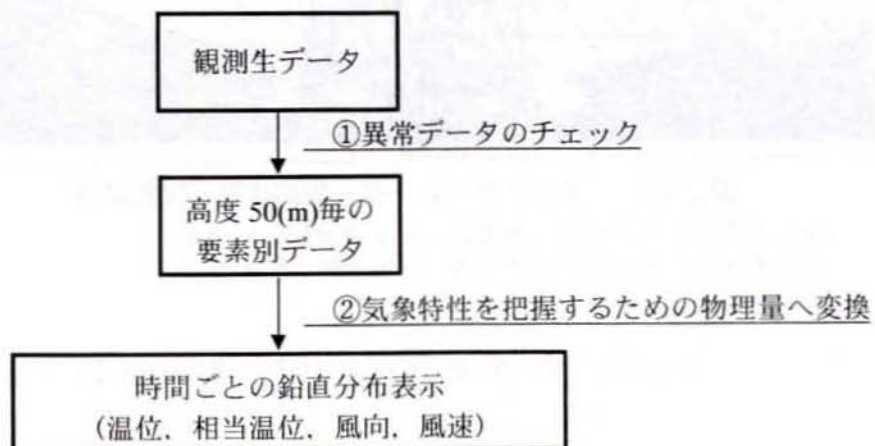 観測生データ
①異常データのチェック
高度 50(m)毎の
要素別データ
②気象特性を把握するための物理量へ変換
時間ごとの鉛直分布表示
(温位，相当温位，風向，風速)